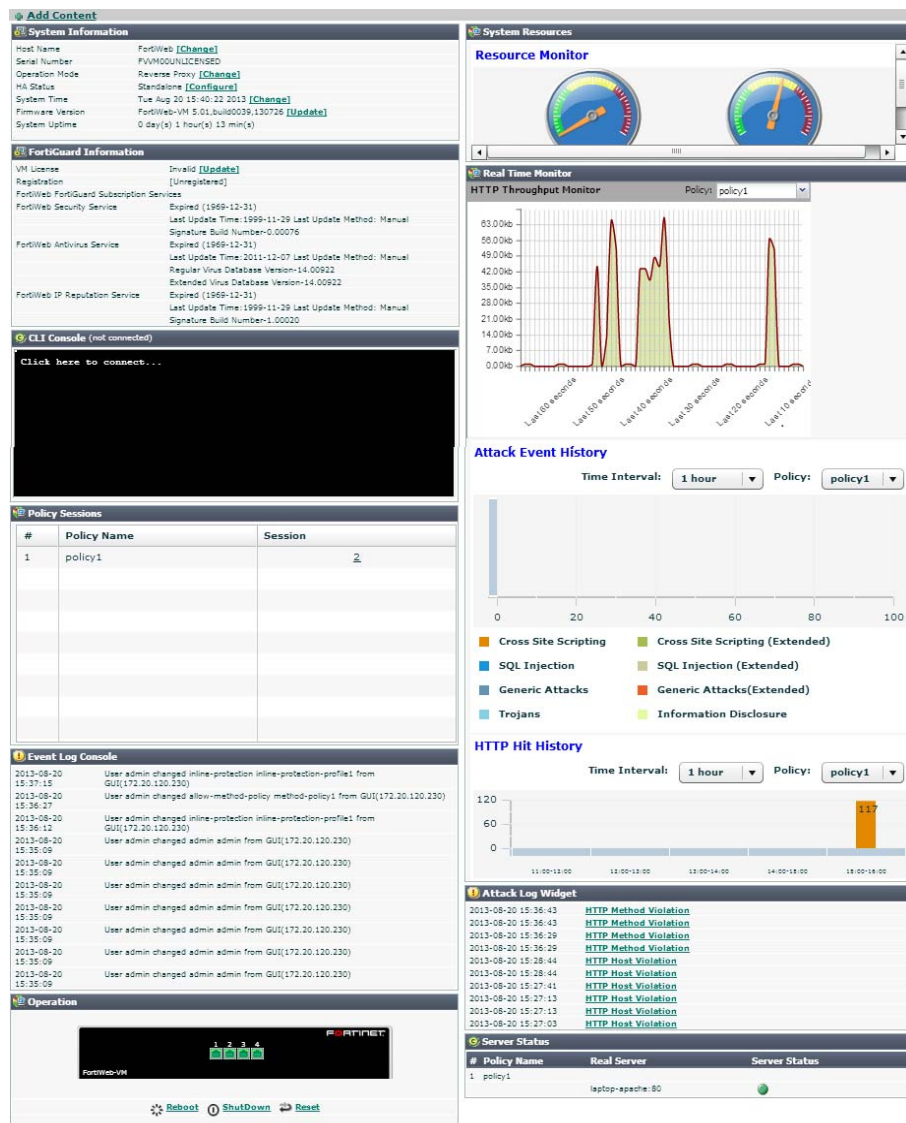 Add Content
System Information
Host Name FortiWeb [Change]
Serial Number FVVM00UNLICENSED
Operation Mode Reverse Proxy [Change]
HA Status Standalone [Configure]
System Time Tue Aug 20 15:40:22 2013 [Change]
Firmware Version FortiWeb-VM 5.01,build0039,130726 [Update]
System Uptime 0 day(s) 1 hour(s) 13 min(s)
FortiGuard Information
VM License Invalid [Update]
Registration [Unregistered]
FortiWeb FortiGuard Subscription Services
FortiWeb Security Service Expired (1969-12-31)
Last Update Time:1999-11-29 Last Update Method: Manual
Signature Build Number-0.00076
FortiWeb Antivirus Service Expired (1969-12-31)
Last Update Time:2011-12-07 Last Update Method: Manual
Regular Virus Database Version-14.00922
Extended Virus Database Version-14.00922
FortiWeb IP Reputation Service Expired (1969-12-31)
Last Update Time:1999-11-29 Last Update Method: Manual
Signature Build Number-1.00020
CLI Console (not connected)
Click here to connect...
Policy Sessions
# Policy Name Session
1 policy1 2
Event Log Console
2013-08-20 15:37:15 User admin changed inline-protection inline-protection-profile1 from GUI(172.20.120.230)
2013-08-20 15:36:27 User admin changed allow-method-policy method-policy1 from GUI(172.20.120.230)
2013-08-20 15:36:12 User admin changed inline-protection inline-protection-profile1 from GUI(172.20.120.230)
2013-08-20 15:35:09 User admin changed admin admin from GUI(172.20.120.230)
2013-08-20 15:35:09 User admin changed admin admin from GUI(172.20.120.230)
2013-08-20 15:35:09 User admin changed admin admin from GUI(172.20.120.230)
2013-08-20 15:35:09 User admin changed admin admin from GUI(172.20.120.230)
2013-08-20 15:35:09 User admin changed admin admin from GUI(172.20.120.230)
2013-08-20 15:35:09 User admin changed admin admin from GUI(172.20.120.230)
2013-08-20 15:35:09 User admin changed admin admin from GUI(172.20.120.230)
Operation
FORTINET
1 2 3 4
FortiWeb-VM
Reboot ShutDown Reset
System Resources
Resource Monitor
Real Time Monitor
HTTP Throughput Monitor Policy: policy1
63.00kb
56.00kb
49.00kb
42.00kb
35.00kb
28.00kb
21.00kb
14.00kb
7.00kb
0.00kb
Last 60 seconds Last 50 seconds Last 40 seconds Last 30 seconds Last 20 seconds Last 10 seconds
Attack Event History
Time Interval: 1 hour Policy: policy1
0 20 40 60 80 100
Cross Site Scripting Cross Site Scripting (Extended)
SQL Injection SQL Injection (Extended)
Generic Attacks Generic Attacks(Extended)
Trojans Information Disclosure
HTTP Hit History
Time Interval: 1 hour Policy: policy1
120
117
60
0
11:00-12:00 12:00-13:00 13:00-14:00 14:00-15:00 15:00-16:00
Attack Log Widget
2013-08-20 15:36:43 HTTP Method Violation
2013-08-20 15:36:43 HTTP Method Violation
2013-08-20 15:36:29 HTTP Method Violation
2013-08-20 15:36:29 HTTP Method Violation
2013-08-20 15:28:44 HTTP Host Violation
2013-08-20 15:28:44 HTTP Host Violation
2013-08-20 15:27:41 HTTP Host Violation
2013-08-20 15:27:13 HTTP Host Violation
2013-08-20 15:27:13 HTTP Host Violation
2013-08-20 15:27:03 HTTP Host Violation
Server Status
# Policy Name Real Server Server Status
1 policy1
laptop-apache:80